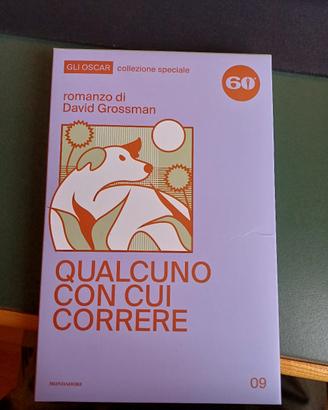 GLI OSCAR collezione speciale
60
romanzo di
David Grossman
QUALCUNO
CON CUI
CORRERE
MONDADORI
09